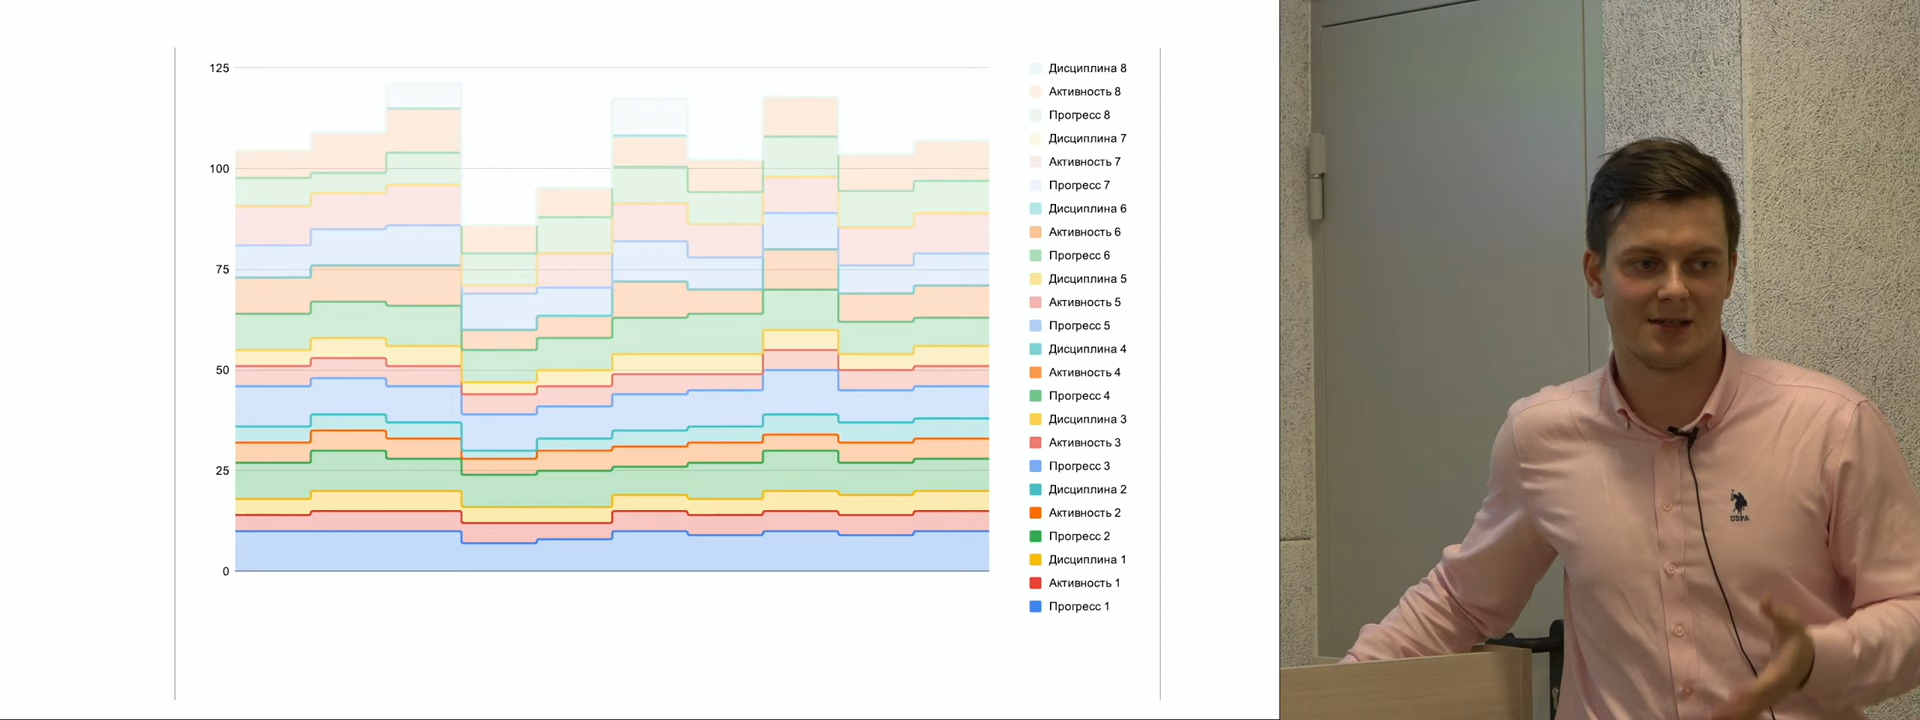 125
100
75
50
25
0
Дисциплина 8
Активность 8
Прогресс 8
Дисциплина 7
Активность 7
Прогресс 7
Дисциплина 6
Активность 6
Прогресс 6
Дисциплина 5
Активность 5
Прогресс 5
Дисциплина 4
Активность 4
Прогресс 4
Дисциплина 3
Активность 3
Прогресс 3
Дисциплина 2
Активность 2
Прогресс 2
Дисциплина 1
Активность 1
Прогресс 1
USPA